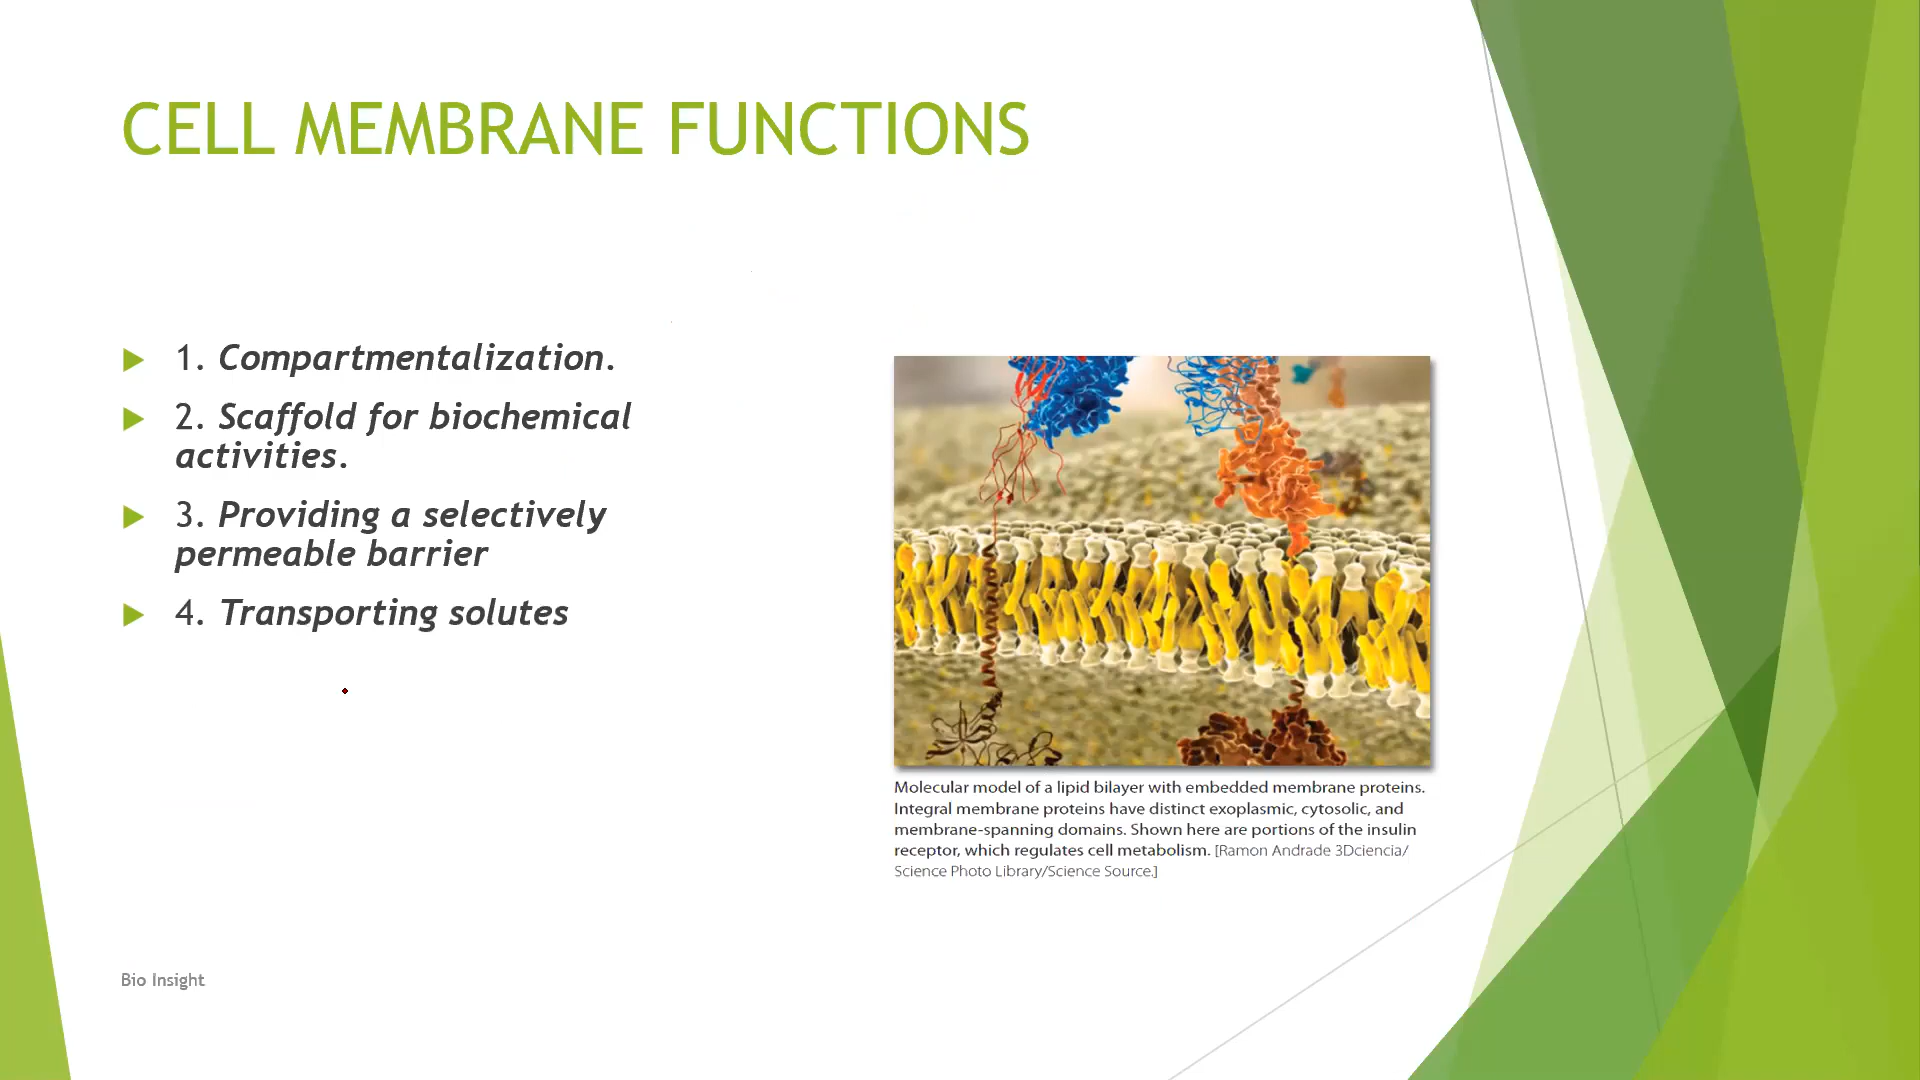 CELL MEMBRANE FUNCTIONS
1. Compartmentalization.
2. Scaffold for biochemical
activities.
3. Providing a selectively
permeable barrier
4. Transporting solutes
Molecular model of a lipid bilayer with embedded membrane proteins.
Integral membrane proteins have distinct exoplasmic, cytosolic, and
membrane-spanning domains. Shown here are portions of the insulin
receptor, which regulates cell metabolism. [Ramon Andrade 3Dciencia/
Science Photo Library/Science Source.]
Bio Insight